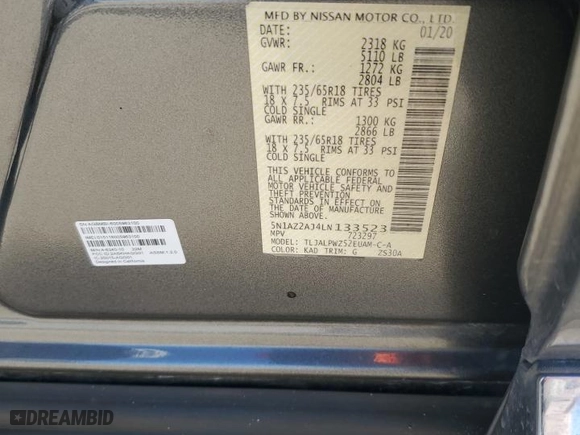 MFD BY NISSAN MOTOR CO., LTD.
DATE: 01/20
GVWR: 2318 KG
5110 LB
GAWR FR.: 1272 KG
2804 LB
WITH 235/65R18 TIRES
18 X 7.5 RIMS AT 33 PSI
COLD SINGLE
GAWR RR.: 1300 KG
2866 LB
WITH 235/65R18 TIRES
18 X 7.5 RIMS AT 33 PSI
COLD SINGLE
THIS VEHICLE CONFORMS TO
ALL APPLICABLE FEDERAL
MOTOR VEHICLE SAFETY AND
THEFT PREVENTION STANDARDS
IN EFFECT ON THE DATE OF
MANUFACTURE SHOWN ABOVE.
5N1AZ2AJ4LN133523
MPV 723297
MODEL: TLJALPWZ52EUAM-C-A
COLOR: KAD TRIM: G 2S30A
Designed in California
DREAMBID